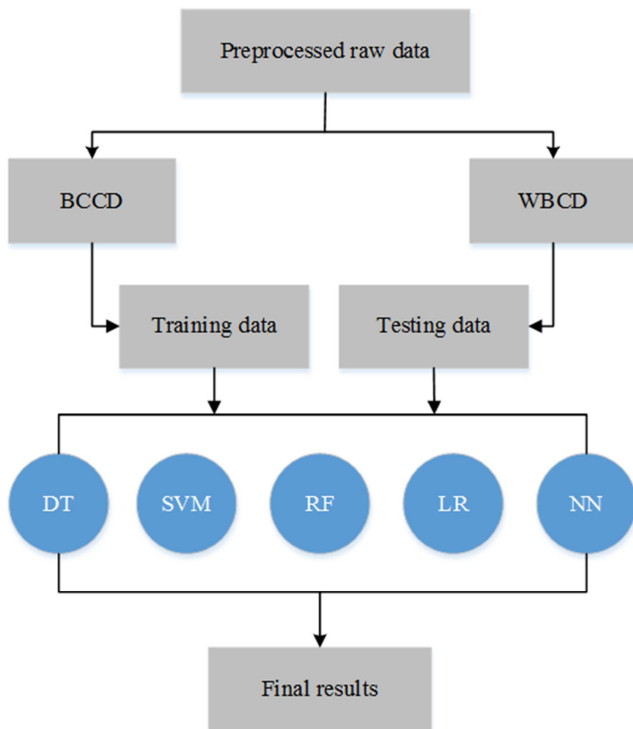 Preprocessed raw data
BCCD
WBCD
Training data
Testing data
DT
SVM
RF
LR
NN
Final results